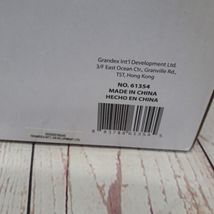 Grandex Int'l Development Ltd.
3/F East Ocean Ctr., Granville Rd.,
TST, Hong Kong
NO. 61354
MADE IN CHINA
HECHO EN CHINA